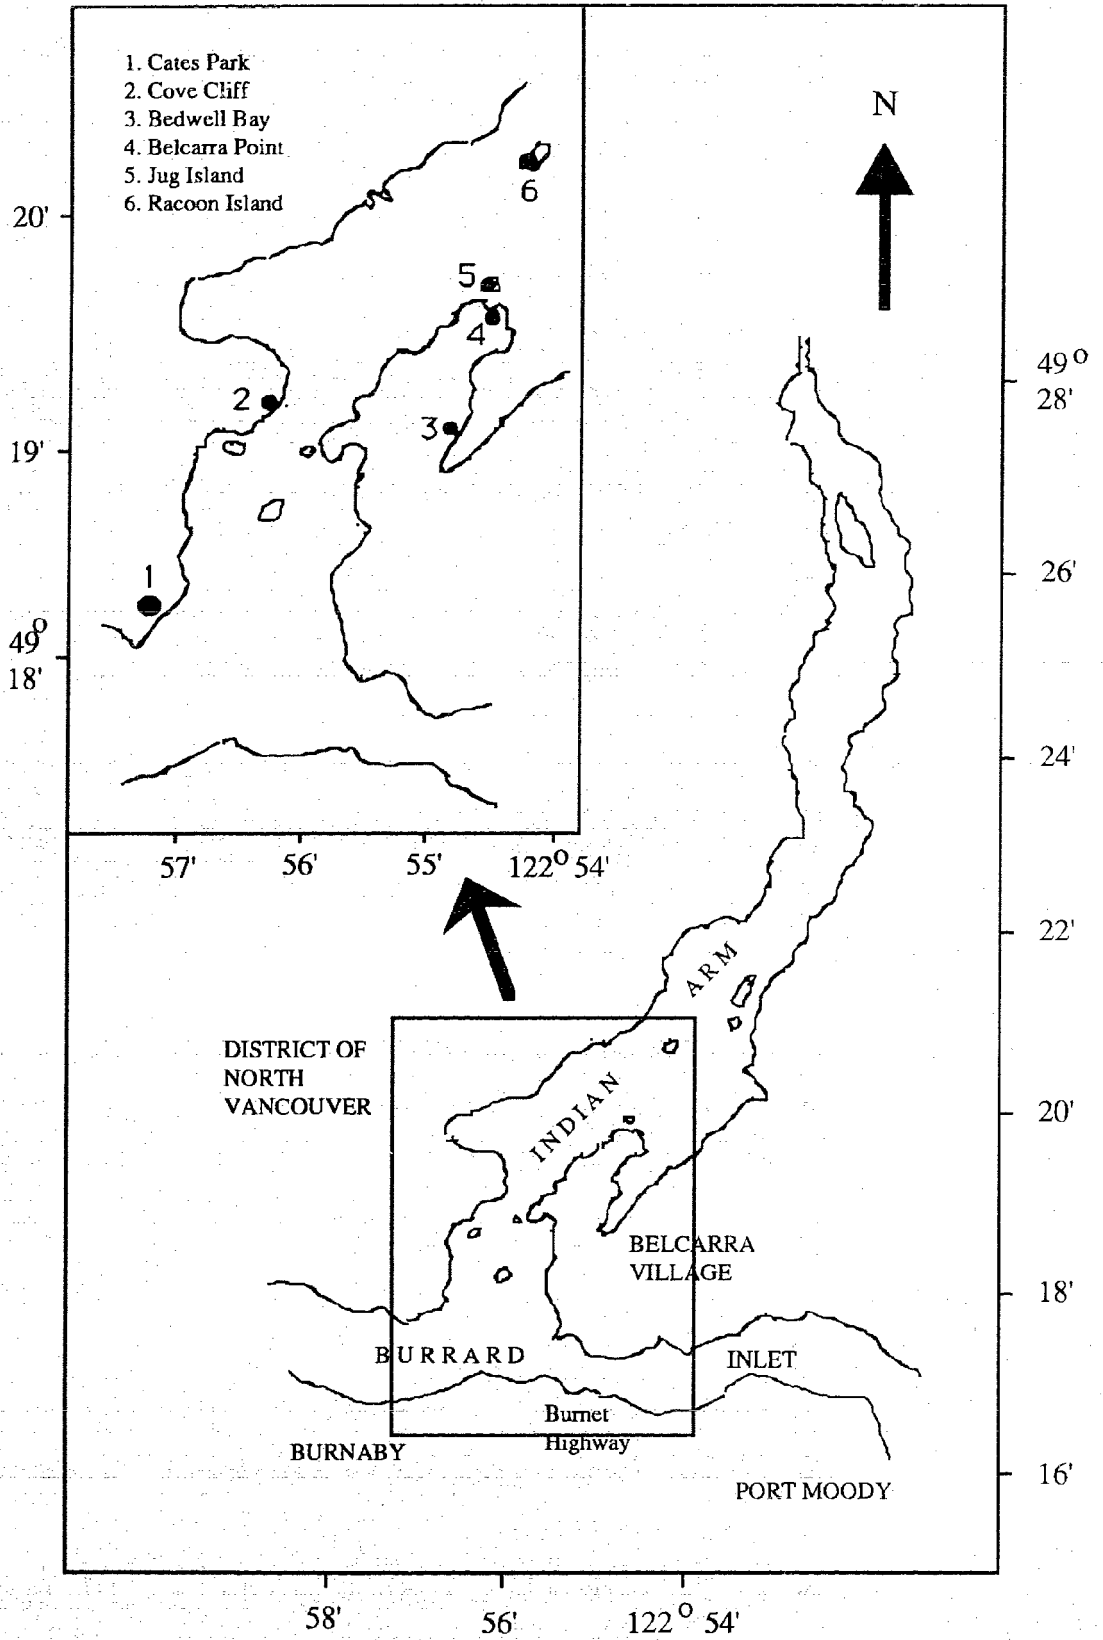 1. Cates Park
2. Cove Cliff
3. Bedwell Bay
4. Belcarra Point
5. Jug Island
6. Racoon Island
N
6
20'
5
4
49°
28'
2
3
19'
26'
1
49°
18'
24'
57'
56'
55'
122° 54'
22'
ARM
DISTRICT OF
NORTH
VANCOUVER
INDIAN
20'
BELCARRA
VILLAGE
18'
BURRARD
INLET
Burnet
Highway
BURNABY
16'
PORT MOODY
58'
56'
122° 54'